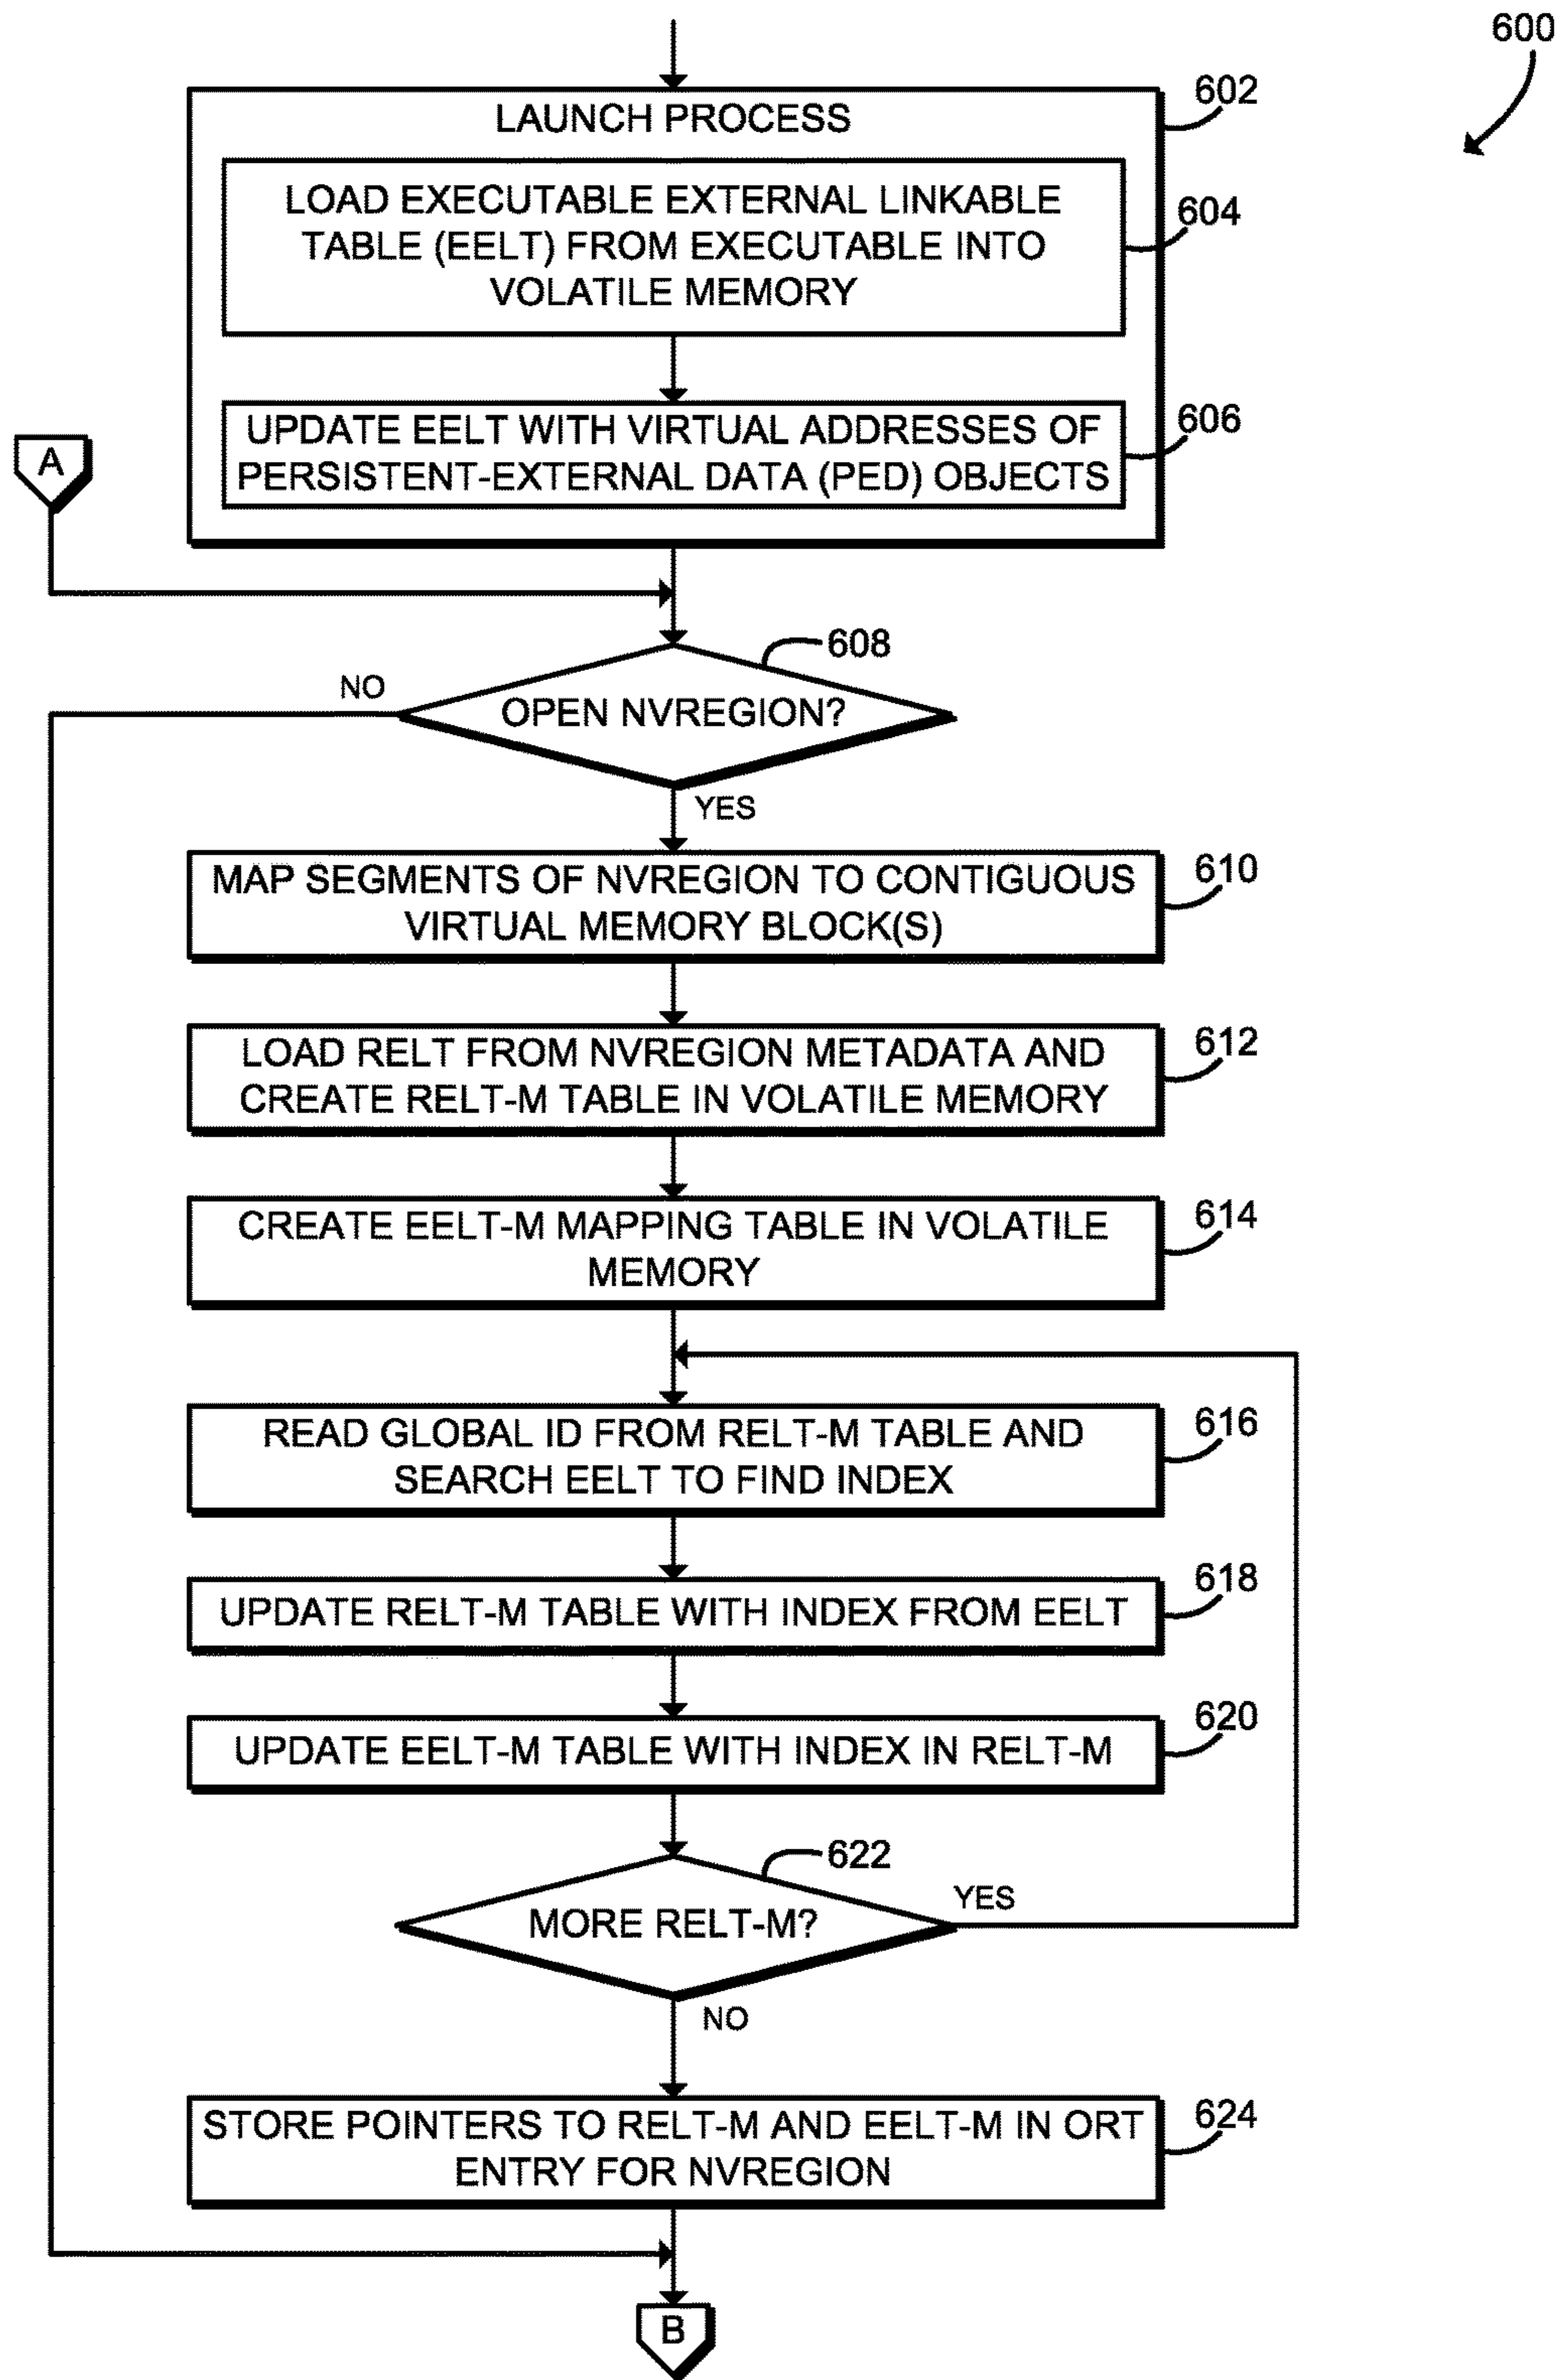 600
LAUNCH PROCESS
602
LOAD EXECUTABLE EXTERNAL LINKABLE
TABLE (EELT) FROM EXECUTABLE INTO
VOLATILE MEMORY
604
UPDATE EELT WITH VIRTUAL ADDRESSES OF
PERSISTENT-EXTERNAL DATA (PED) OBJECTS
606
A
608
NO
OPEN NVREGION?
YES
MAP SEGMENTS OF NVREGION TO CONTIGUOUS
VIRTUAL MEMORY BLOCK(S)
610
LOAD RELT FROM NVREGION METADATA AND
CREATE RELT-M TABLE IN VOLATILE MEMORY
612
CREATE EELT-M MAPPING TABLE IN VOLATILE
MEMORY
614
READ GLOBAL ID FROM RELT-M TABLE AND
SEARCH EELT TO FIND INDEX
616
UPDATE RELT-M TABLE WITH INDEX FROM EELT
618
UPDATE EELT-M TABLE WITH INDEX IN RELT-M
620
622
MORE RELT-M?
YES
NO
STORE POINTERS TO RELT-M AND EELT-M IN ORT
ENTRY FOR NVREGION
624
B